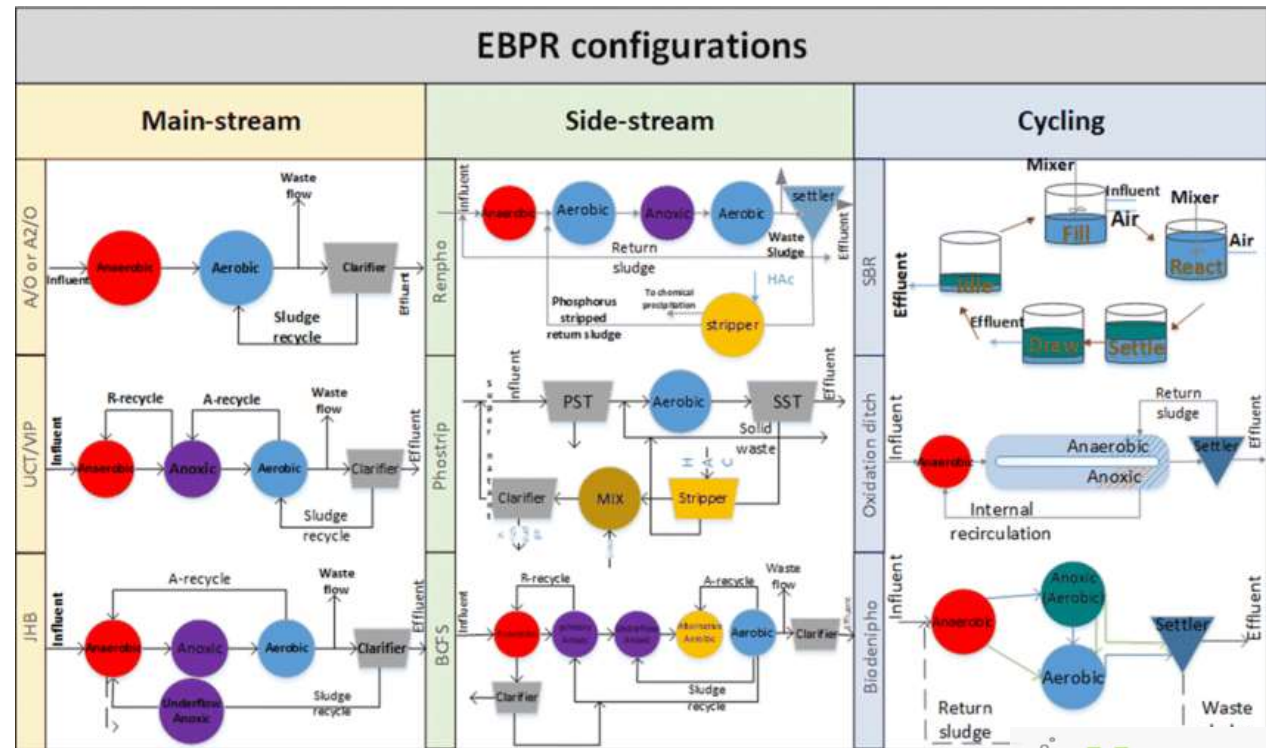 EBPR configurations
Main-stream
Side-stream
Cycling
A/O or A2/O
Influent
Anaerobic
Aerobic
Waste
flow
Clarifier
Effluent
Sludge
recycle
Renpho
Influent
Anaerobic
Aerobic
Anoxic
Aerobic
settler
Effluent
Return
sludge
Waste
Sludge
HAc
To chemical
precipitation
Phosphorus
stripped
return sludge
stripper
SBR
Mixer
Influent
Fill
Air
Mixer
Air
React
Idle
Effluent
Effluent
Drew
Settle
UCT/VIP
R-recycle
A-recycle
Waste
flow
Influent
Anaerobic
Anoxic
Aerobic
Clarifier
Effluent
Sludge
recycle
Phostrip
nfluent
PST
Aerobic
SST
Effluent
Solid
waste
H
A
C
Clarifier
MIX
Stripper
Oxidation ditch
Influent
Anaerobic
Anaerobic
Anoxic
Return
sludge
Settler
Effluent
Internal
recirculation
JHB
A-recycle
Waste
flow
Influent
Anaerobic
Anoxic
Aerobic
Clarifier
Effluent
Underflow
Anoxic
Sludge
recycle
BCFS
R-recycle
A-recycle
Waste
flow
Influent
Aerobic
Clarifier
Clarifier
Sludge
recycle
Biodenipho
Influent
Anaerobic
Anoxic
(Aerobic)
Aerobic
Settler
Effluent
Return
sludge
Waste